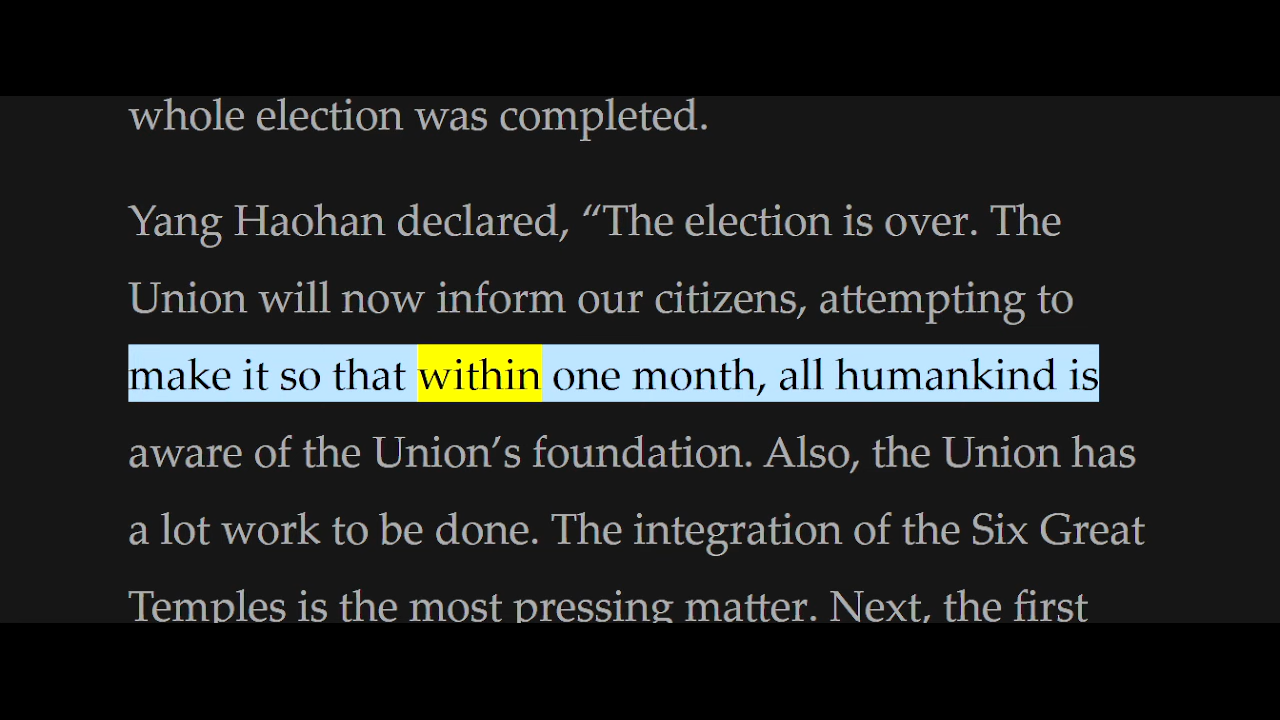 whole election was completed.
Yang Haohan declared, “The election is over. The
Union will now inform our citizens, attempting to
make it so that within one month, all humankind is
aware of the Union’s foundation. Also, the Union has
a lot work to be done. The integration of the Six Great
Temples is the most pressing matter. Next, the first